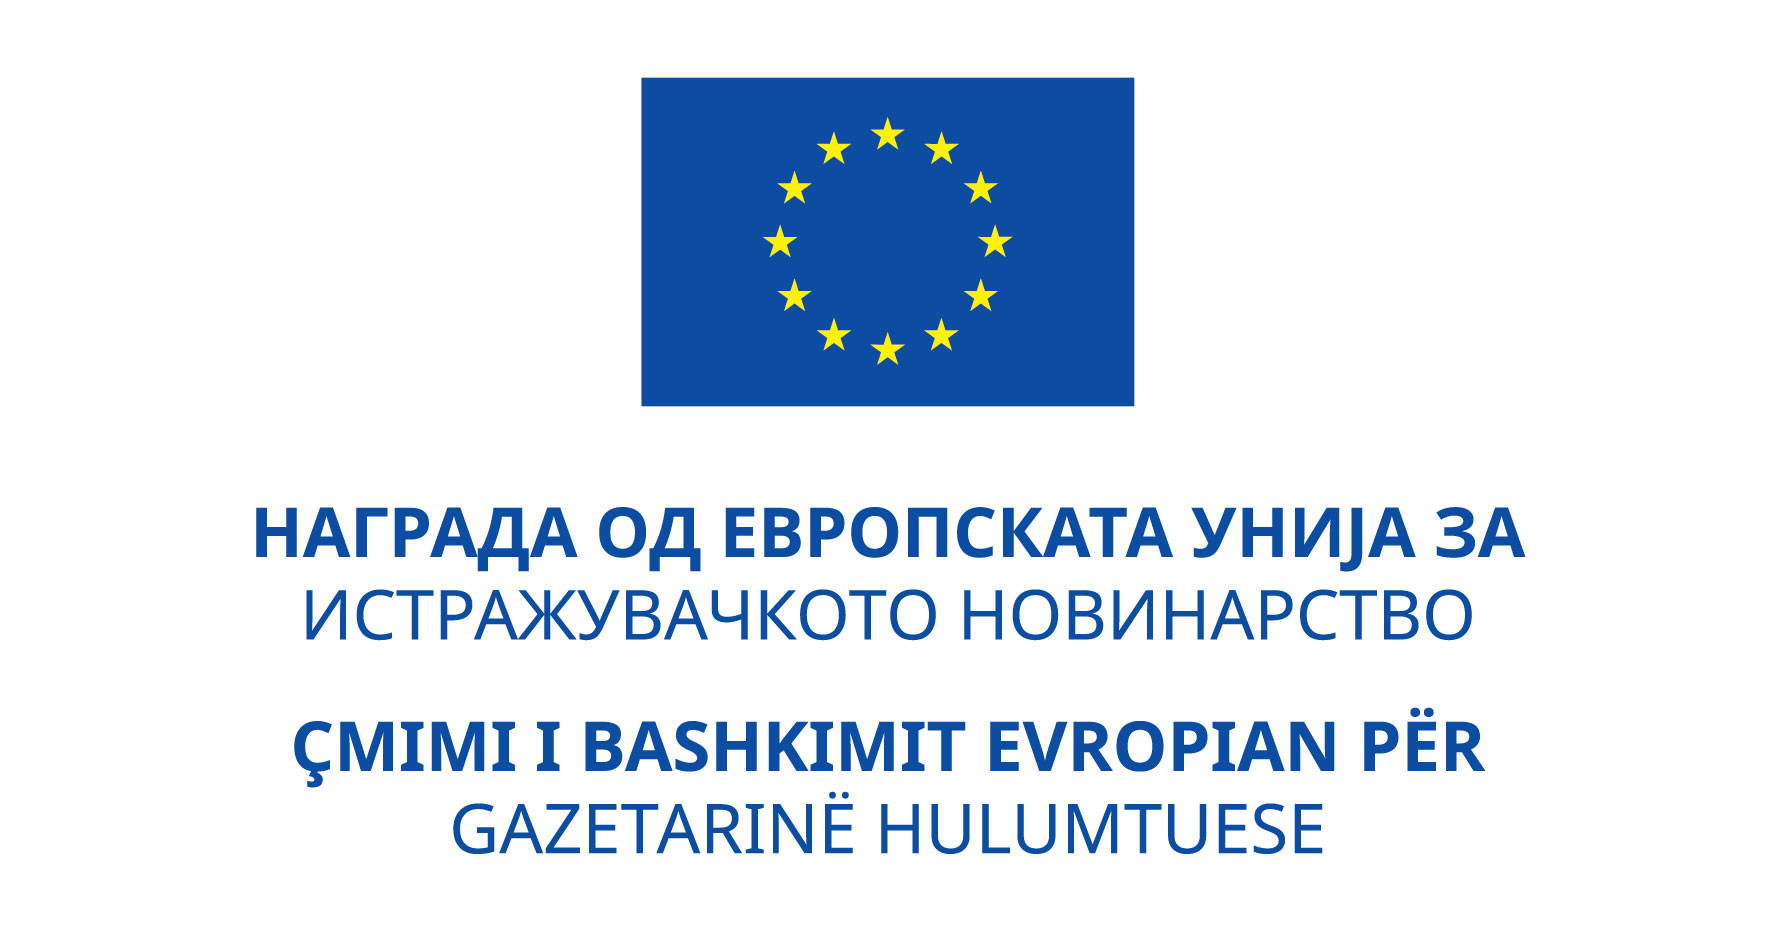 НАГРАДА ОД ЕВРОПСКАТА УНИЈА ЗА
ИСТРАЖУВАЧКОТО НОВИНАРСТВО
ÇMIMI I BASHKIMIT EVROPIAN PËR
GAZETARINË HULUMTUESE